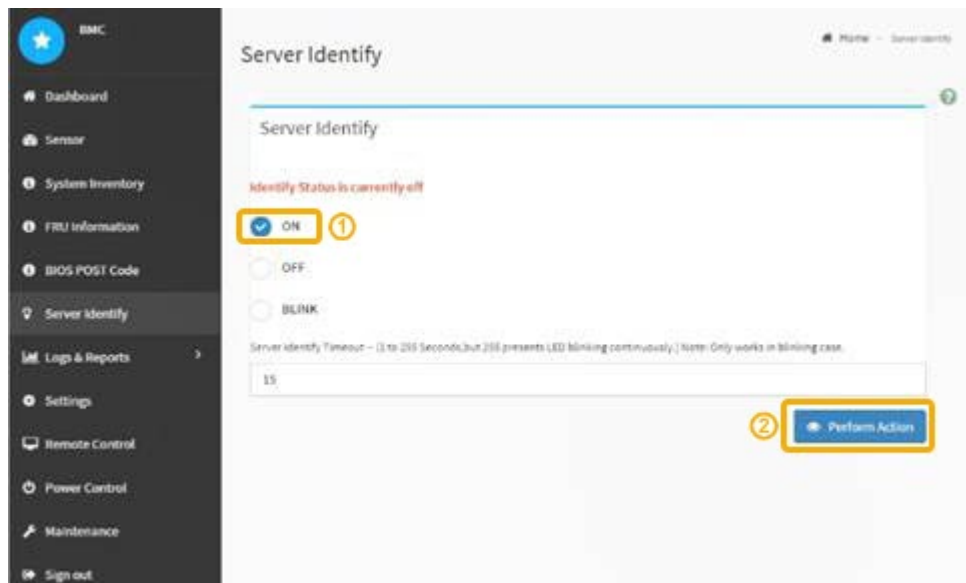 BMC
Dashboard
Sensor
System Inventory
FRU Information
BIOS POST Code
Server Identify
Logs & Reports
Settings
Remote Control
Power Control
Maintenance
Sign out
Server Identify
Home - Server Identify
Server Identify
Identify Status is currently off
ON ①
OFF
BLINK
Server Identify Timeout -- (1 to 255 Seconds,but 255 presents LED blinking continuously.) Note: Only works in blinking case.
15
② Perform Action